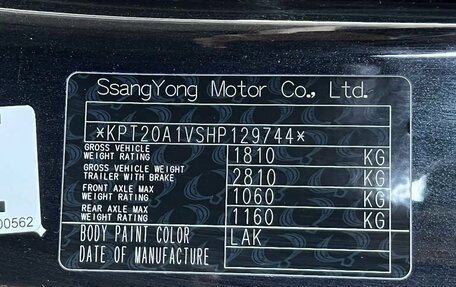 SsangYong Motor Co., Ltd.
*KPT20A1VSHP129744*
GROSS VEHICLE
WEIGHT RATING 1810 KG
GROSS VEHICLE WEIGHT
TRAILER WITH BRAKE 2810 KG
FRONT AXLE MAX
WEIGHT RATING 1060 KG
REAR AXLE MAX
WEIGHT RATING 1160 KG
BODY PAINT COLOR LAK
DATE OF MANUFACTURE
00562